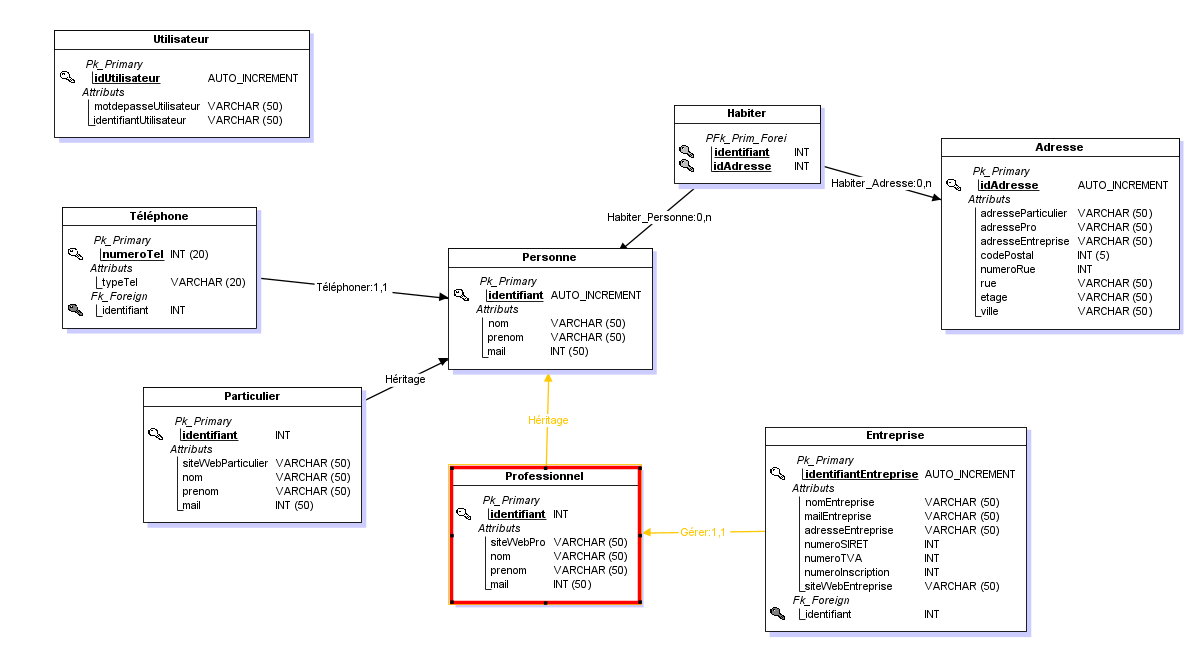 Utilisateur
Pk_Primary
idUtilisateur AUTO_INCREMENT
Attributs
motdepasseUtilisateur VARCHAR (50)
identifiantUtilisateur VARCHAR (50)
Habiter
PFk_Prim_Forei
identifiant INT
idAdresse INT
Habiter_Adresse:0,n
Habiter_Personne:0,n
Adresse
Pk_Primary
idAdresse AUTO_INCREMENT
Attributs
adresseParticulier VARCHAR (50)
adressePro VARCHAR (50)
adresseEntreprise VARCHAR (50)
codePostal INT (5)
numeroRue INT
rue VARCHAR (50)
etage VARCHAR (50)
ville VARCHAR (50)
Téléphone
Pk_Primary
numeroTel INT (20)
Attributs
typeTel VARCHAR (20)
Fk_Foreign
identifiant INT
Téléphoner:1,1
Personne
Pk_Primary
identifiant AUTO_INCREMENT
Attributs
nom VARCHAR (50)
prenom VARCHAR (50)
mail INT (50)
Héritage
Particulier
Pk_Primary
identifiant INT
Attributs
siteWebParticulier VARCHAR (50)
nom VARCHAR (50)
prenom VARCHAR (50)
mail INT (50)
Héritage
Professionnel
Pk_Primary
identifiant INT
Attributs
siteWebPro VARCHAR (50)
nom VARCHAR (50)
prenom VARCHAR (50)
mail INT (50)
Gérer:1,1
Entreprise
Pk_Primary
identifiantEntreprise AUTO_INCREMENT
Attributs
nomEntreprise VARCHAR (50)
mailEntreprise VARCHAR (50)
adresseEntreprise VARCHAR (50)
numeroSIRET INT
numeroTVA INT
numeroInscription INT
siteWebEntreprise VARCHAR (50)
Fk_Foreign
identifiant INT